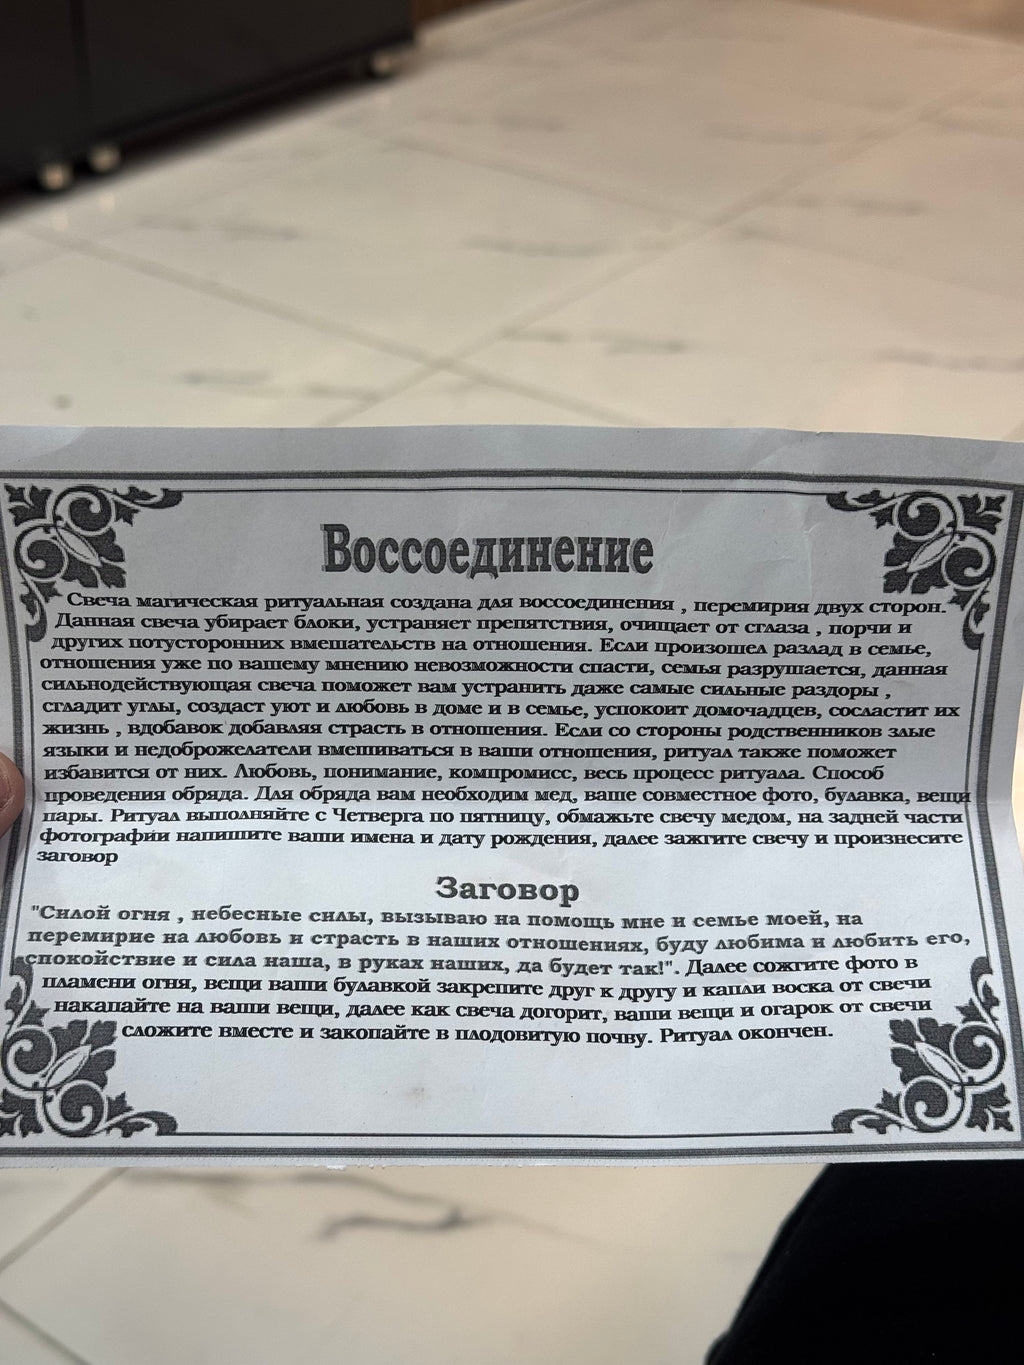 Воссоединение
Свеча магическая ритуальная создана для воссоединения , перемирия двух сторон.
Данная свеча убирает блоки, устраняет препятствия, очищает от сглаза , порчи и
других потусторонних вмешательств на отношения. Если произошел разлад в семье,
отношения уже по вашему мнению невозможности спасти, семья разрушается, данная
сильнодействующая свеча поможет вам устранить даже самые сильные раздоры ,
сгладит углы, создаст уют и любовь в доме и в семье, успокоит домочадцев, сосластит их
жизнь , вдобавок добавляя страсть в отношения. Если со стороны родственников злые
языки и недоброжелатели вмешиваться в ваши отношения, ритуал также поможет
избавится от них. Любовь, понимание, компромисс, весь процесс ритуала. Способ
проведения обряда. Для обряда вам необходим мед, ваше совместное фото, булавка, вещи
пары. Ритуал выполняйте с Четверга по пятницу, обмажьте свечу медом, на задней части
фотографии напишите ваши имена и дату рождения, далее зажгите свечу и произнесите
заговор
Заговор
"Силой огня , небесные силы, вызываю на помощь мне и семье моей, на
перемирие на любовь и страсть в наших отношениях, буду любима и любить его,
спокойствие и сила наша, в руках наших, да будет так!". Далее сожгите фото в
пламени огня, вещи ваши булавкой закрепите друг к другу и капли воска от свечи
накапайте на ваши вещи, далее как свеча догорит, ваши вещи и огарок от свечи
сложите вместе и закопайте в плодовитую почву. Ритуал окончен.